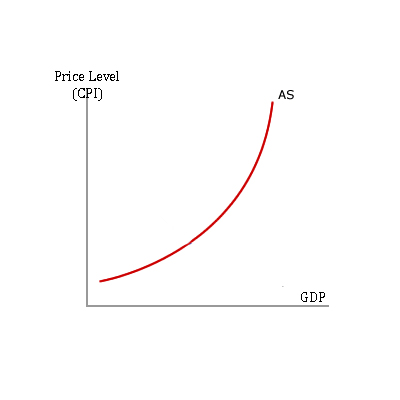 Price Level
(CPI)
AS
GDP